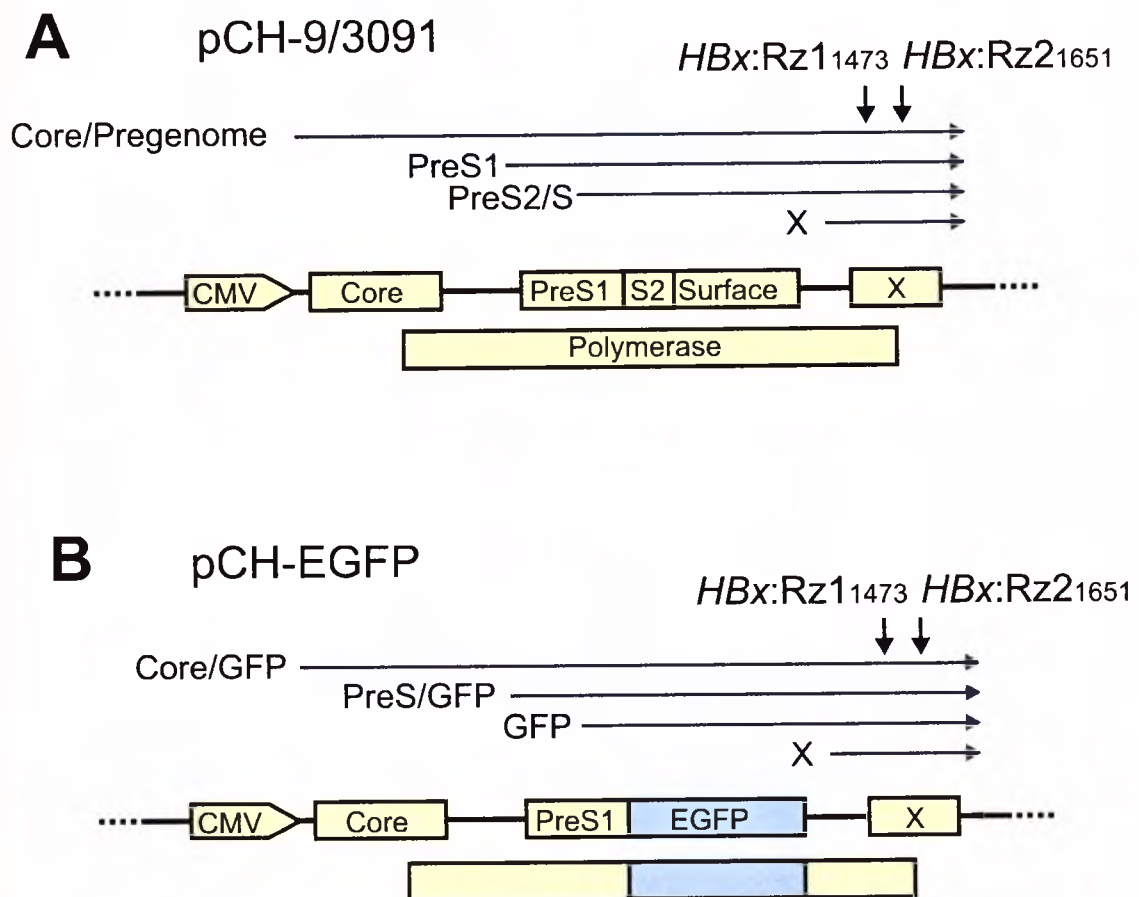 A pCH-9/3091
HBx:Rz11473 HBx:Rz21651
Core/Pregenome
PreS1
PreS2/S
X
CMV Core PreS1 S2 Surface X
Polymerase
B pCH-EGFP
HBx:Rz11473 HBx:Rz21651
Core/GFP
PreS/GFP
GFP
X
CMV Core PreS1 EGFP X